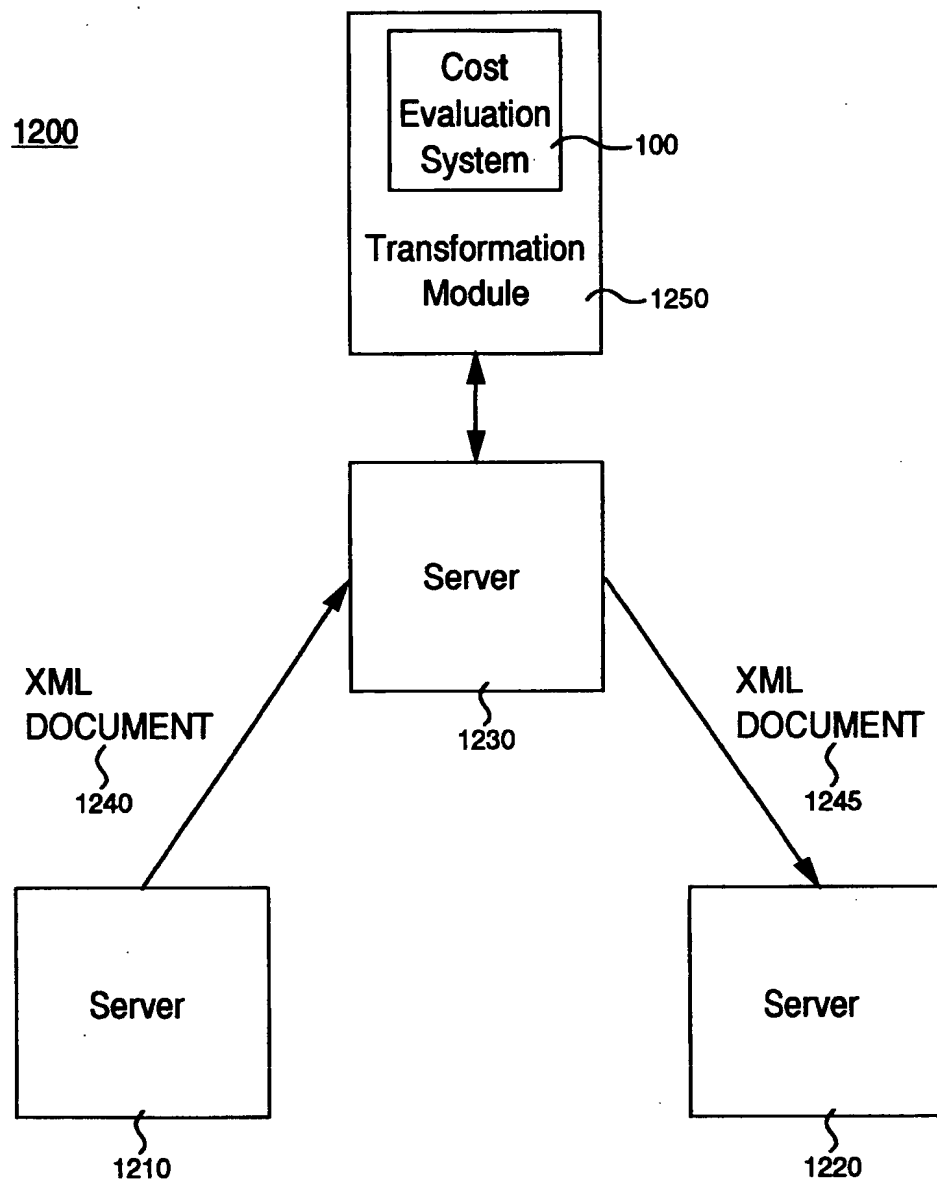 1200
Cost
Evaluation
System
100
Transformation
Module
1250
Server
1230
XML
DOCUMENT
1240
XML
DOCUMENT
1245
Server
1210
Server
1220